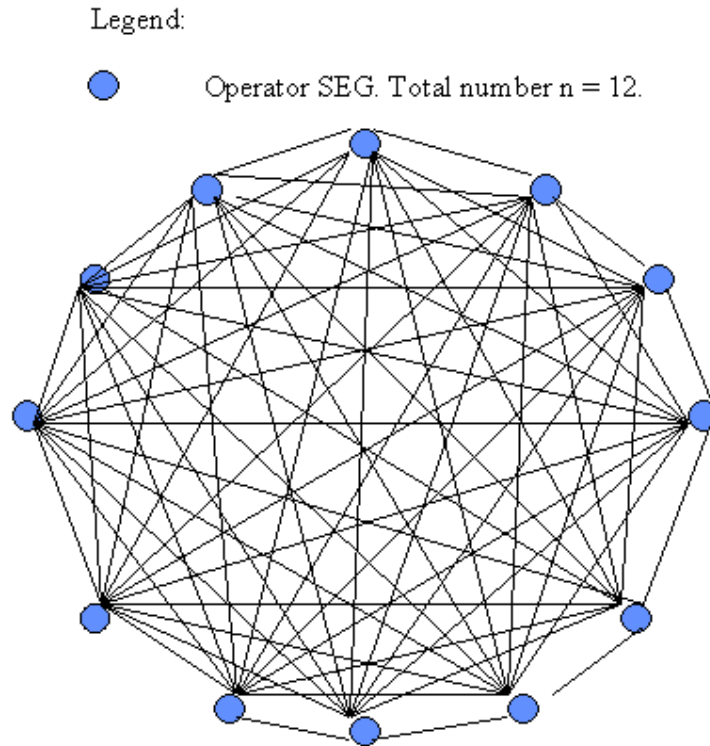 Legend:
Operator SEG. Total number n = 12.